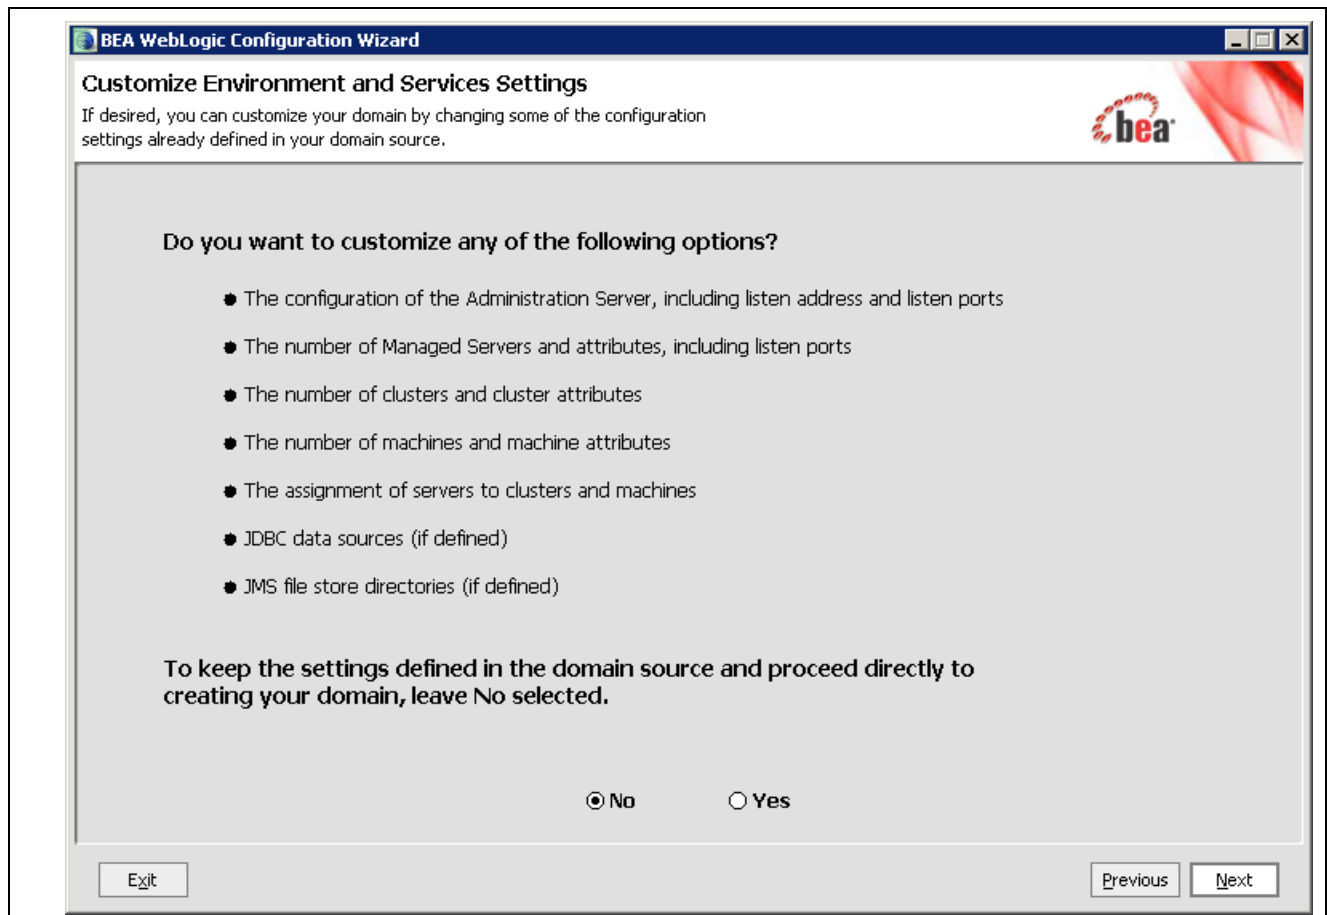 BEA WebLogic Configuration Wizard
Customize Environment and Services Settings
If desired, you can customize your domain by changing some of the configuration
settings already defined in your domain source.
bea
Do you want to customize any of the following options?
The configuration of the Administration Server, including listen address and listen ports
The number of Managed Servers and attributes, including listen ports
The number of clusters and cluster attributes
The number of machines and machine attributes
The assignment of servers to clusters and machines
JDBC data sources (if defined)
JMS file store directories (if defined)
To keep the settings defined in the domain source and proceed directly to
creating your domain, leave No selected.
No Yes
Exit Previous Next